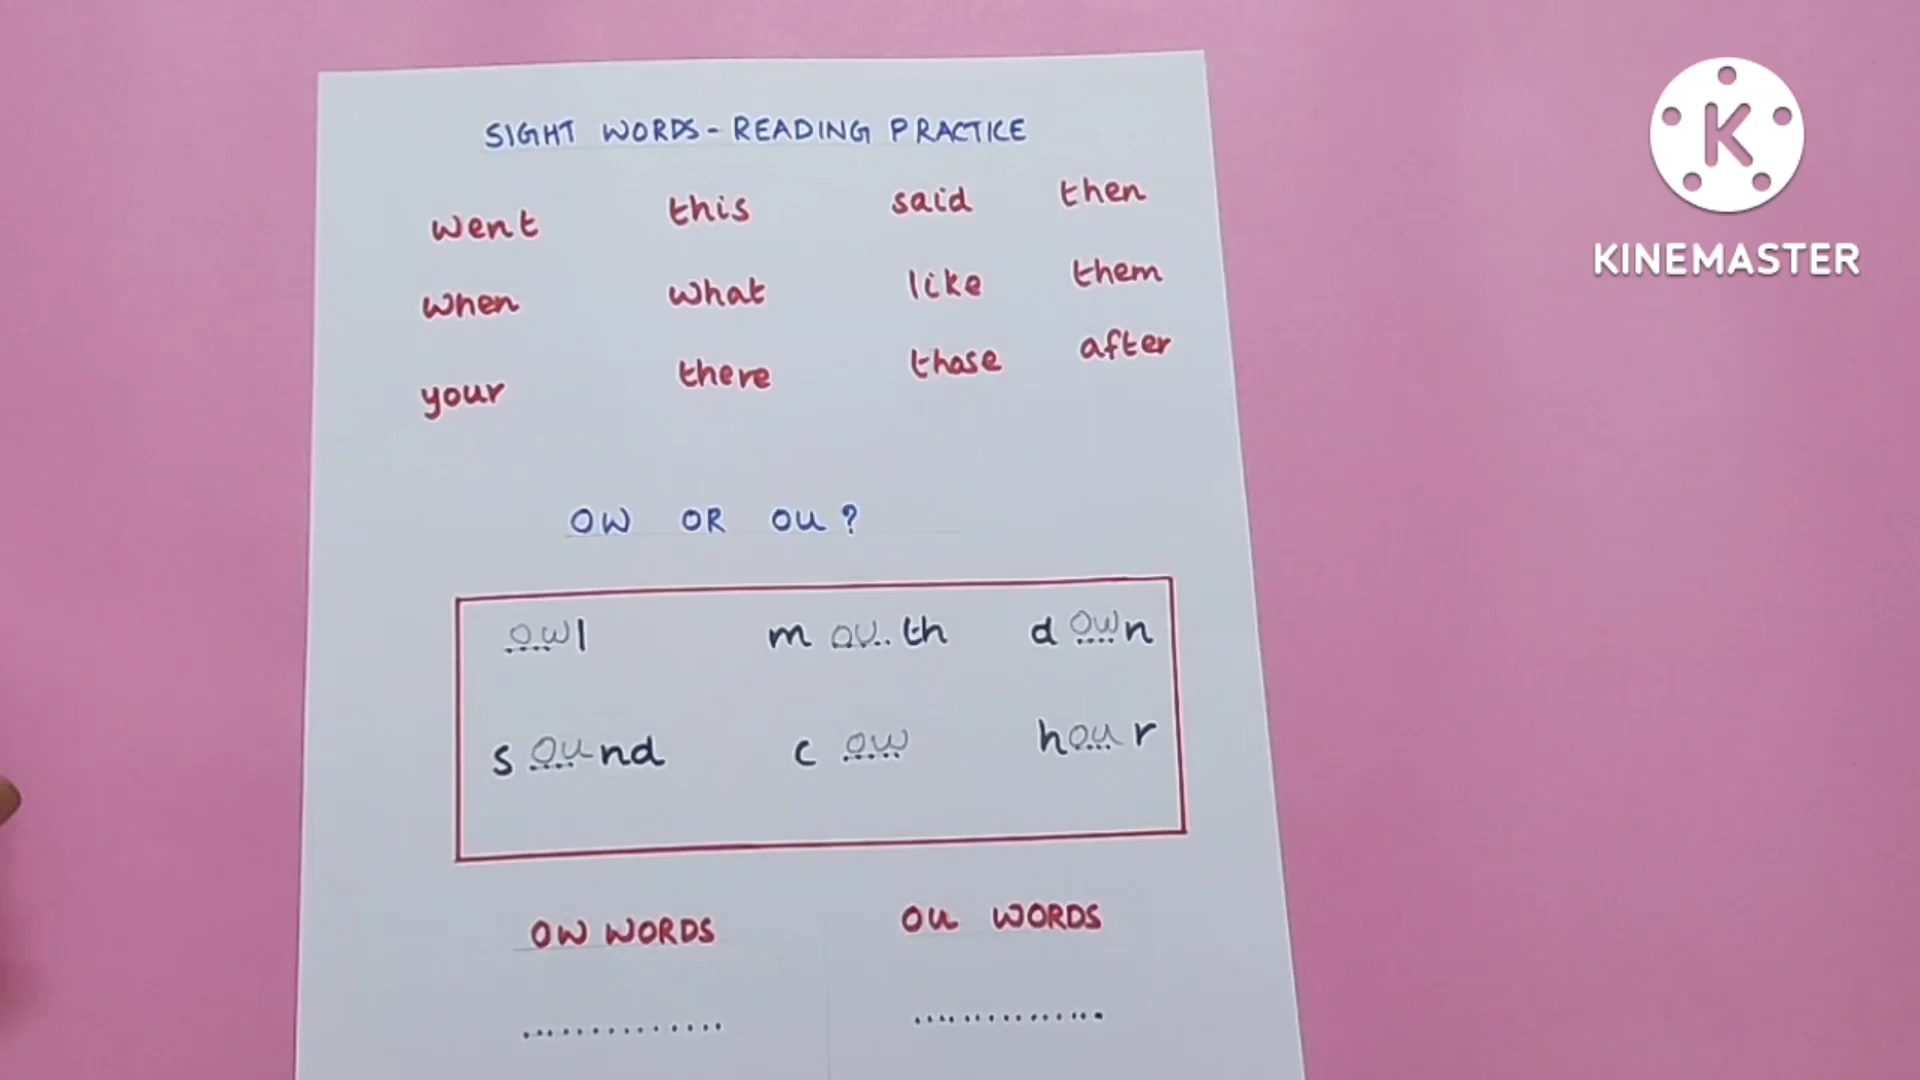 SIGHT WORDS - READING PRACTICE
went this said then
when what like them
your there those after
OW OR OU?
owl mouth down
sound cow hour
OW WORDS OU WORDS
K
KINEMASTER